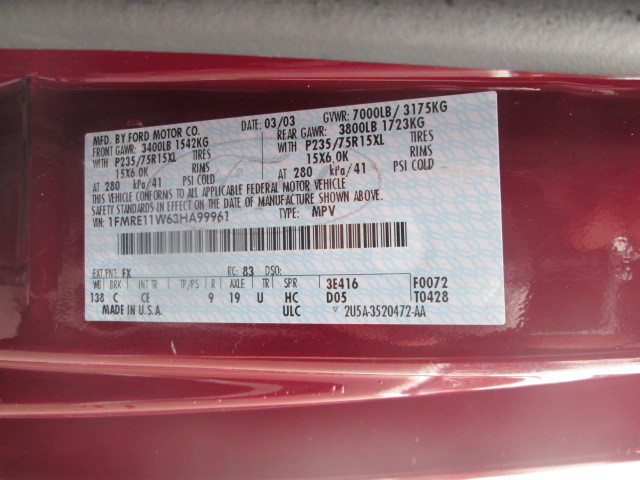 MFD. BY FORD MOTOR CO.
DATE: 03/03 GVWR: 7000LB/ 3175KG
FRONT GAWR: 3400LB 1542KG
REAR GAWR: 3800LB 1723KG
WITH P235/75R15XL TIRES
WITH P235/75R15XL TIRES
15X6.0K RIMS
15X6.0K RIMS
AT 280 kPa/41 PSI COLD
AT 280 kPa/41 PSI COLD
THIS VEHICLE CONFORMS TO ALL APPLICABLE FEDERAL MOTOR VEHICLE
SAFETY STANDARDS IN EFFECT ON THE DATE OF MANUFACTURE SHOWN ABOVE.
VIN: 1FMRE11W63HA99961 TYPE: MPV
EXT PNT: FX RC: 83 DSO: 3E416 F0072
WB BRK INT TR TP/PS R AXLE TR SPR
138 C CE 9 19 U HC D05 T0428
MADE IN U.S.A. ULC 2U5A-3520472-AA